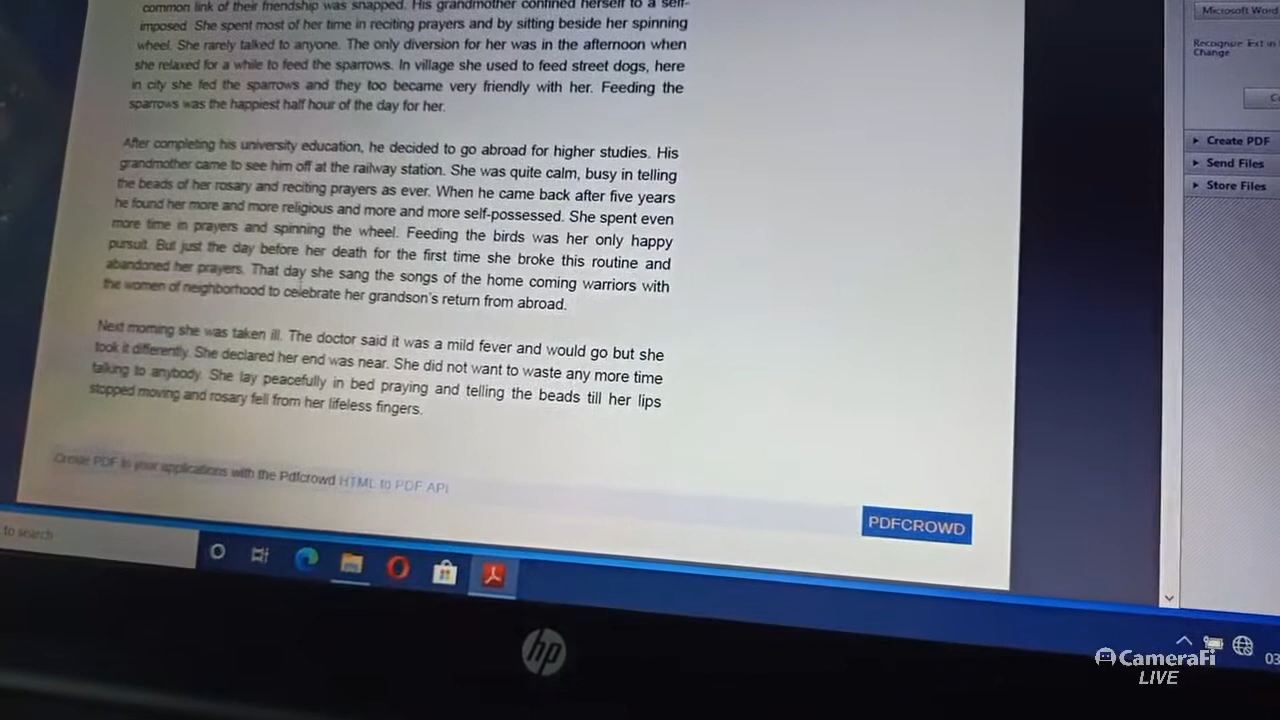 common link of their friendship was snapped. His grandmother confined herself to a self-
imposed. She spent most of her time in reciting prayers and by sitting beside her spinning
wheel. She rarely talked to anyone. The only diversion for her was in the afternoon when
she relaxed for a while to feed the sparrows. In village she used to feed street dogs, here
in city she fed the sparrows and they too became very friendly with her. Feeding the
sparrows was the happiest half hour of the day for her.
After completing his university education, he decided to go abroad for higher studies. His
grandmother came to see him off at the railway station. She was quite calm, busy in telling
the beads of her rosary and reciting prayers as ever. When he came back after five years
he found her more and more religious and more and more self-possessed. She spent even
more time in prayers and spinning the wheel. Feeding the birds was her only happy
pursuit. But just the day before her death for the first time she broke this routine and
abandoned her prayers. That day she sang the songs of the home coming warriors with
the women of neighborhood to celebrate her grandson's return from abroad.
Next morning she was taken ill. The doctor said it was a mild fever and would go but she
took it differently. She declared her end was near. She did not want to waste any more time
talking to anybody. She lay peacefully in bed praying and telling the beads till her lips
stopped moving and rosary fell from her lifeless fingers.
Create PDF in your applications with the Pdfcrowd HTML to PDF API
PDFCROWD
Microsoft Word
Recognize Text in
Change
Create PDF
Send Files
Store Files
to search
hp
03
CameraFi
LIVE